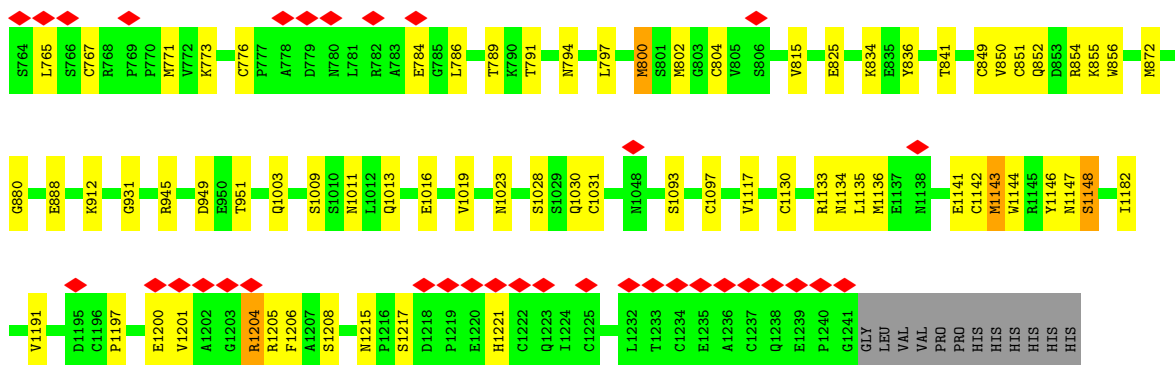 S764 L765 S766 C767 R768 P769 P770 M771 V772 K773 C776 P777 A778 D779 N780 L781 R782 A783 E784 G785 L786 T789 K790 T791 N794 L797 M800 S801 M802 G803 C804 V805 S806 V815 E825 K834 E835 Y836 T841 C849 V850 C851 Q852 D853 R854 K855 W856 M872
G880 E888 K912 G931 R945 D949 E950 T951 Q1003 S1009 S1010 N1011 L1012 Q1013 E1016 V1019 N1023 S1028 S1029 Q1030 C1031 N1048 S1093 C1097 V1117 C1130 R1133 N1134 L1135 M1136 E1137 N1138 E1141 C1142 M1143 W1144 R1145 Y1146 N1147 S1148 I1182
V1191 D1195 C1196 P1197 E1200 V1201 A1202 G1203 R1204 R1205 F1206 A1207 S1208 N1215 P1216 S1217 D1218 P1219 E1220 H1221 C1222 Q1223 I1224 C1225 L1232 T1233 C1234 E1235 A1236 C1237 Q1238 E1239 P1240 G1241 GLY LEU VAL VAL PRO PRO HIS HIS HIS HIS HIS HIS